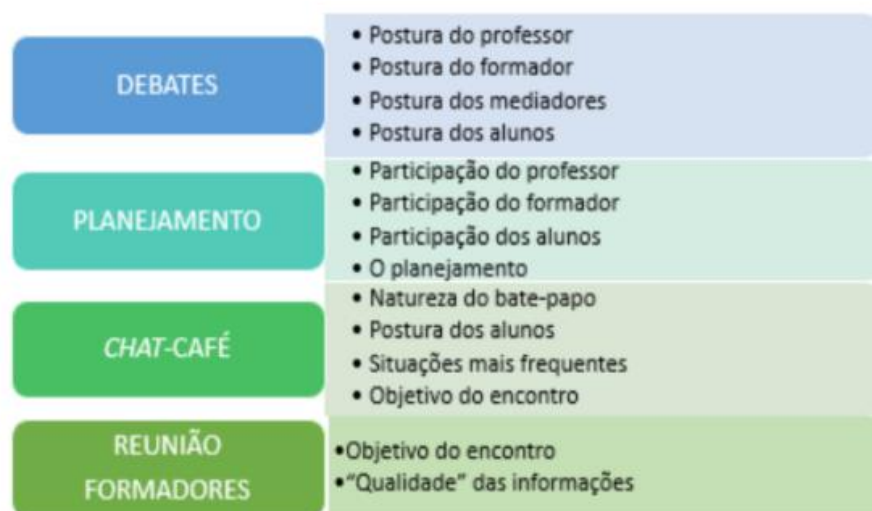 DEBATES
• Postura do professor
• Postura do formador
• Postura dos mediadores
• Postura dos alunos
PLANEJAMENTO
• Participação do professor
• Participação do formador
• Participação dos alunos
• O planejamento
CHAT-CAFÉ
• Natureza do bate-papo
• Postura dos alunos
• Situações mais frequentes
• Objetivo do encontro
REUNIÃO
FORMADORES
•Objetivo do encontro
•“Qualidade” das informações